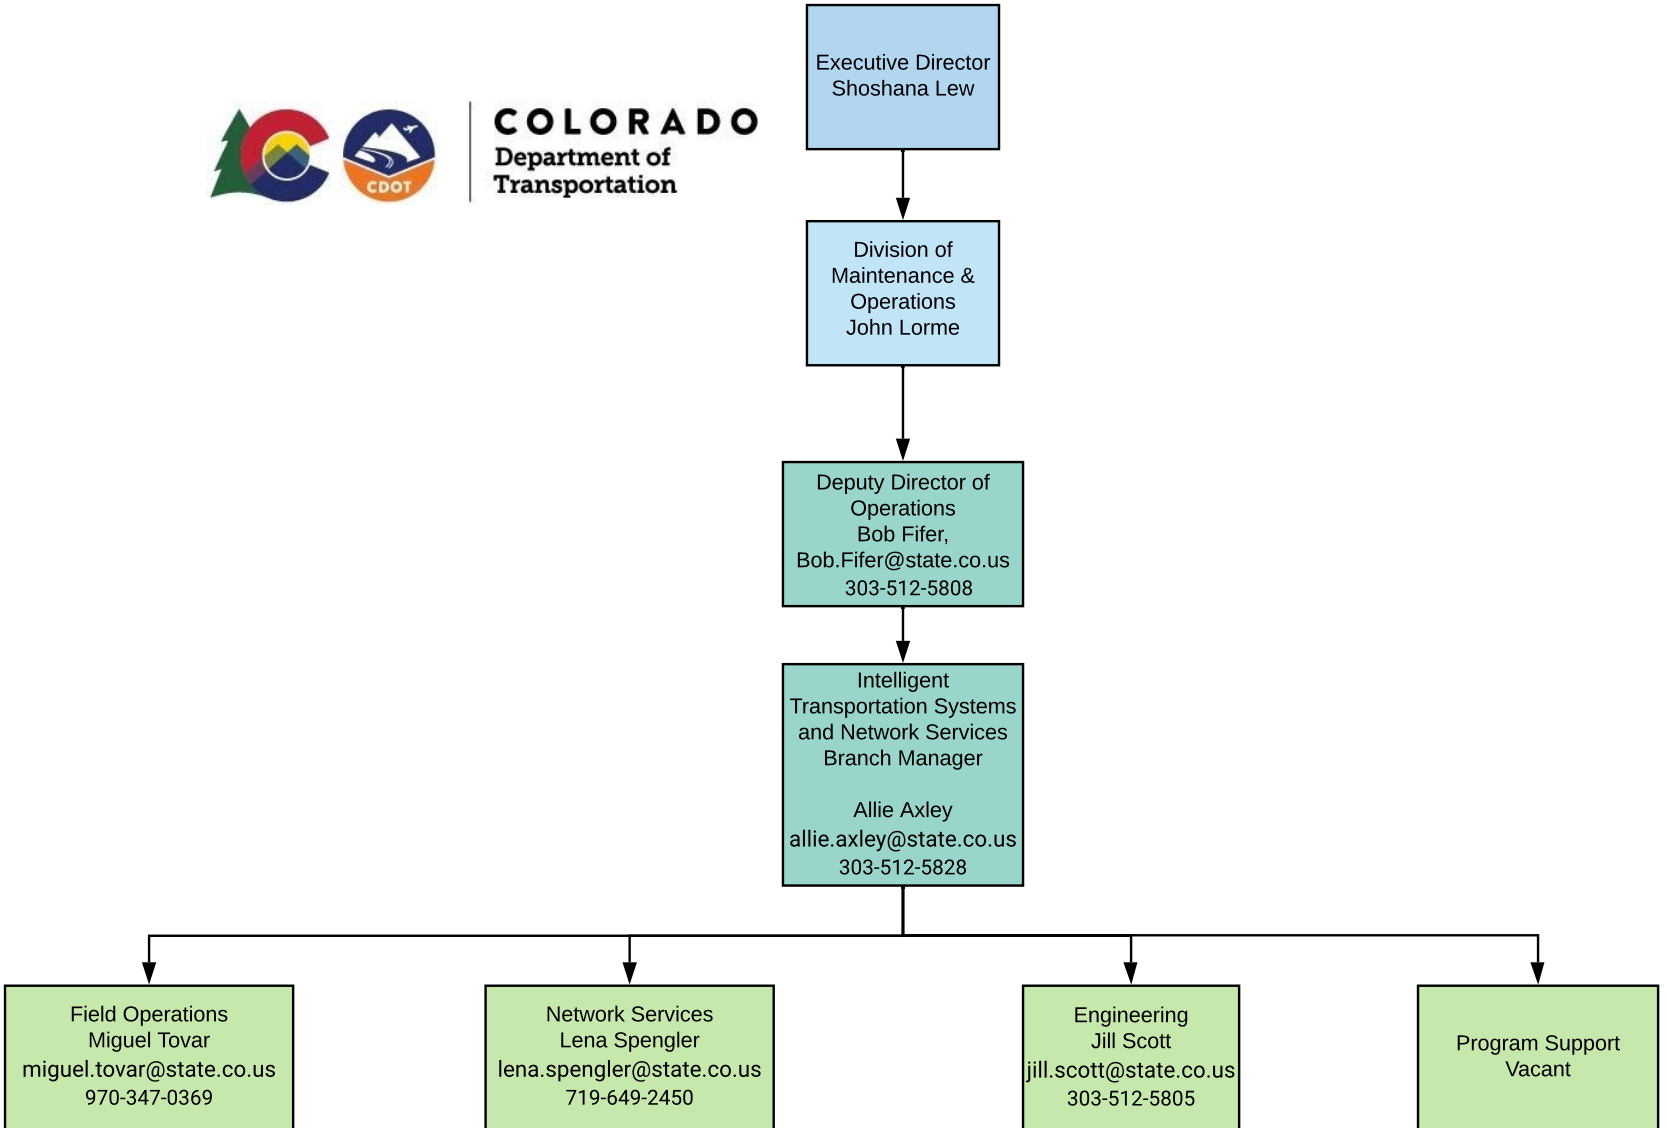 Executive Director
Shoshana Lew
COLORADO
Department of
Transportation
CDOT
Division of
Maintenance &
Operations
John Lorme
Deputy Director of
Operations
Bob Fifer,
Bob.Fifer@state.co.us
303-512-5808
Intelligent
Transportation Systems
and Network Services
Branch Manager
Allie Axley
allie.axley@state.co.us
303-512-5828
Field Operations
Miguel Tovar
miguel.tovar@state.co.us
970-347-0369
Network Services
Lena Spengler
lena.spengler@state.co.us
719-649-2450
Engineering
Jill Scott
jill.scott@state.co.us
303-512-5805
Program Support
Vacant